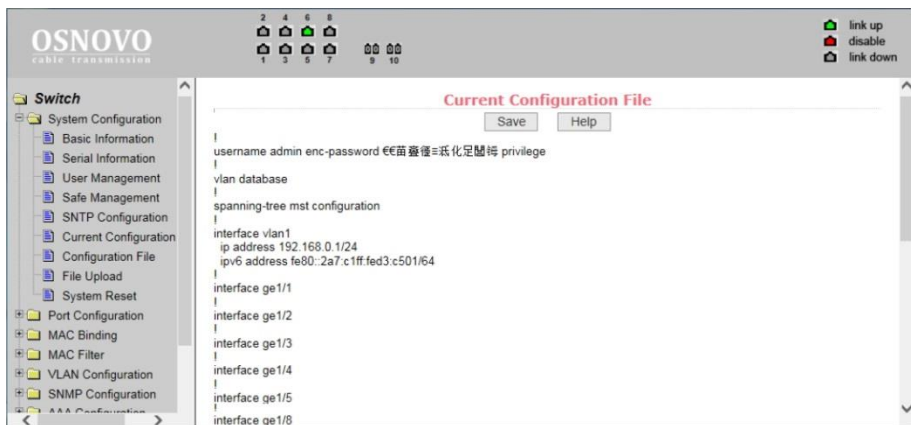 2 4 6 8
1 3 5 7 9 10
OSNOVO
cable transmission
link up
disable
link down
Switch
System Configuration
Basic Information
Serial Information
User Management
Safe Management
SNTP Configuration
Current Configuration
Configuration File
File Upload
System Reset
Port Configuration
MAC Binding
MAC Filter
VLAN Configuration
SNMP Configuration
AAA Configuration
Current Configuration File
Save Help
!
username admin enc-password privilege
!
vlan database
!
spanning-tree mst configuration
!
interface vlan1
ip address 192.168.0.1/24
ipv6 address fe80::2a7:c1ff:fed3:c501/64
!
interface ge1/1
!
interface ge1/2
!
interface ge1/3
!
interface ge1/4
!
interface ge1/5
!
interface ge1/8